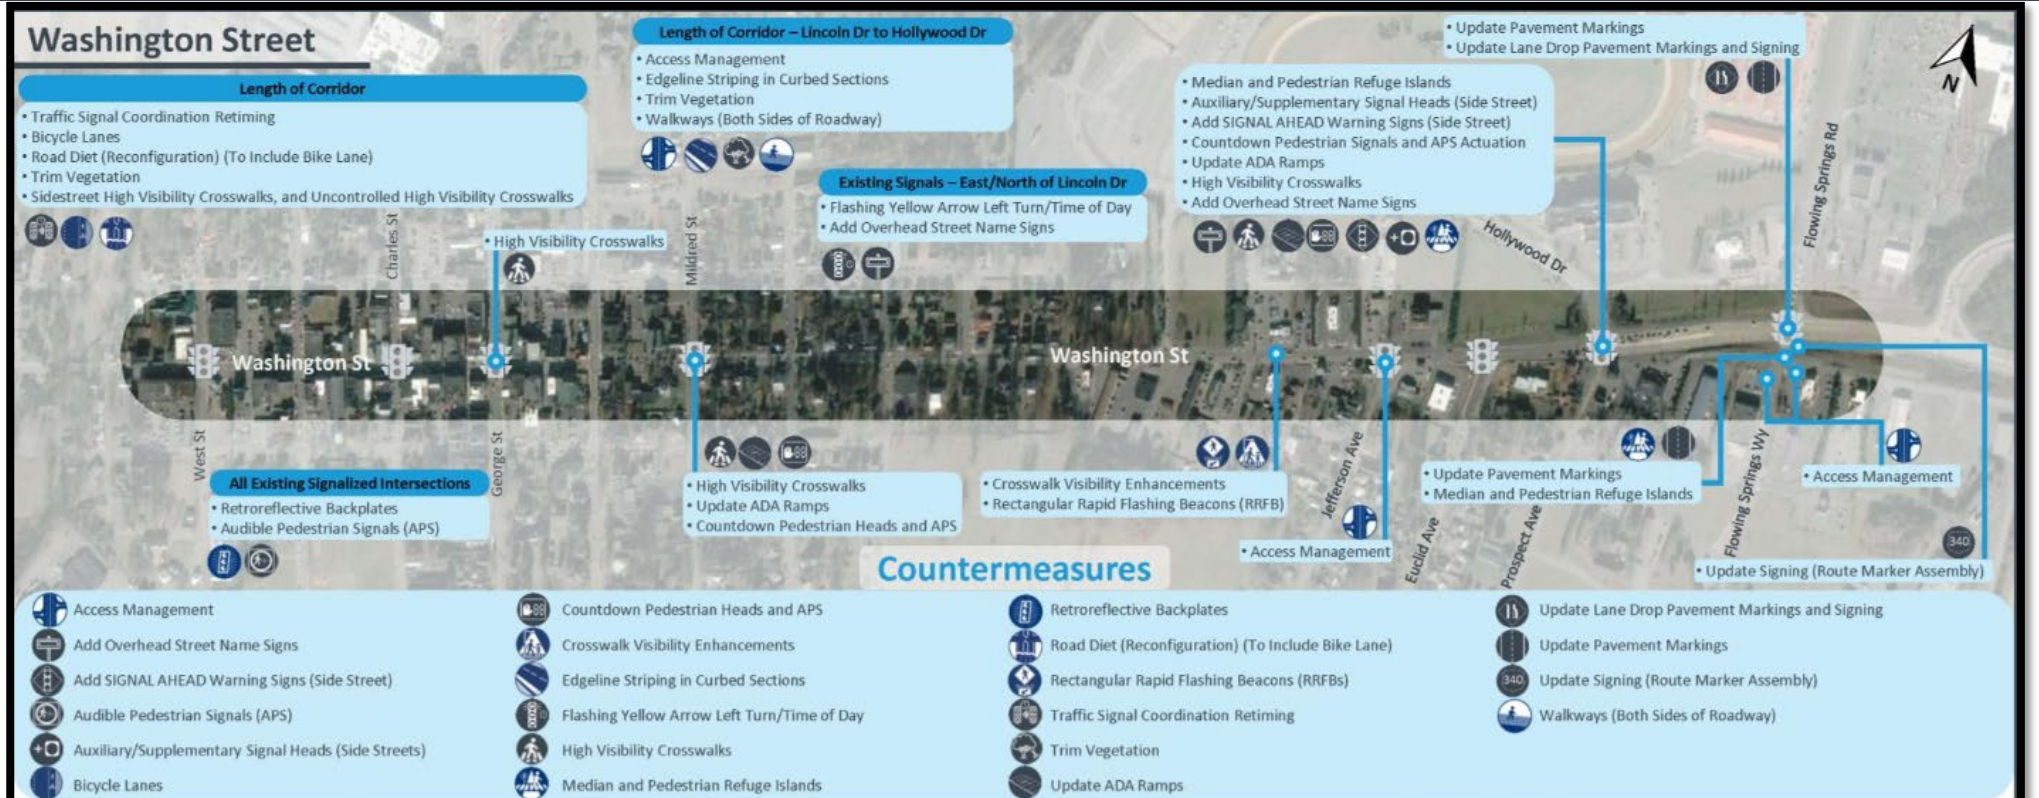 Washington Street
Length of Corridor
• Traffic Signal Coordination Retiming
• Bicycle Lanes
• Road Diet (Reconfiguration) (To Include Bike Lane)
• Trim Vegetation
• Sidestreet High Visibility Crosswalks, and Uncontrolled High Visibility Crosswalks
Length of Corridor – Lincoln Dr to Hollywood Dr
• Access Management
• Edgeline Striping in Curbed Sections
• Trim Vegetation
• Walkways (Both Sides of Roadway)
Existing Signals – East/North of Lincoln Dr
• Flashing Yellow Arrow Left Turn/Time of Day
• Add Overhead Street Name Signs
• Median and Pedestrian Refuge Islands
• Auxiliary/Supplementary Signal Heads (Side Street)
• Add SIGNAL AHEAD Warning Signs (Side Street)
• Countdown Pedestrian Signals and APS Actuation
• Update ADA Ramps
• High Visibility Crosswalks
• Add Overhead Street Name Signs
• Update Pavement Markings
• Update Lane Drop Pavement Markings and Signing
N
• High Visibility Crosswalks
Charles St
Mildred St
Hollywood Dr
Flowing Springs Rd
Washington St
Washington St
West St
George St
Jefferson Ave
Euclid Ave
Prospect Ave
Flowing Springs Wy
All Existing Signalized Intersections
• Retroreflective Backplates
• Audible Pedestrian Signals (APS)
• High Visibility Crosswalks
• Update ADA Ramps
• Countdown Pedestrian Heads and APS
• Crosswalk Visibility Enhancements
• Rectangular Rapid Flashing Beacons (RRFB)
• Access Management
• Update Pavement Markings
• Median and Pedestrian Refuge Islands
• Access Management
340
• Update Signing (Route Marker Assembly)
Countermeasures
Access Management
Add Overhead Street Name Signs
Add SIGNAL AHEAD Warning Signs (Side Street)
Audible Pedestrian Signals (APS)
Auxiliary/Supplementary Signal Heads (Side Streets)
Bicycle Lanes
Countdown Pedestrian Heads and APS
Crosswalk Visibility Enhancements
Edgeline Striping in Curbed Sections
Flashing Yellow Arrow Left Turn/Time of Day
High Visibility Crosswalks
Median and Pedestrian Refuge Islands
Retroreflective Backplates
Road Diet (Reconfiguration) (To Include Bike Lane)
Rectangular Rapid Flashing Beacons (RRFBs)
Traffic Signal Coordination Retiming
Trim Vegetation
Update ADA Ramps
Update Lane Drop Pavement Markings and Signing
Update Pavement Markings
340
Update Signing (Route Marker Assembly)
Walkways (Both Sides of Roadway)